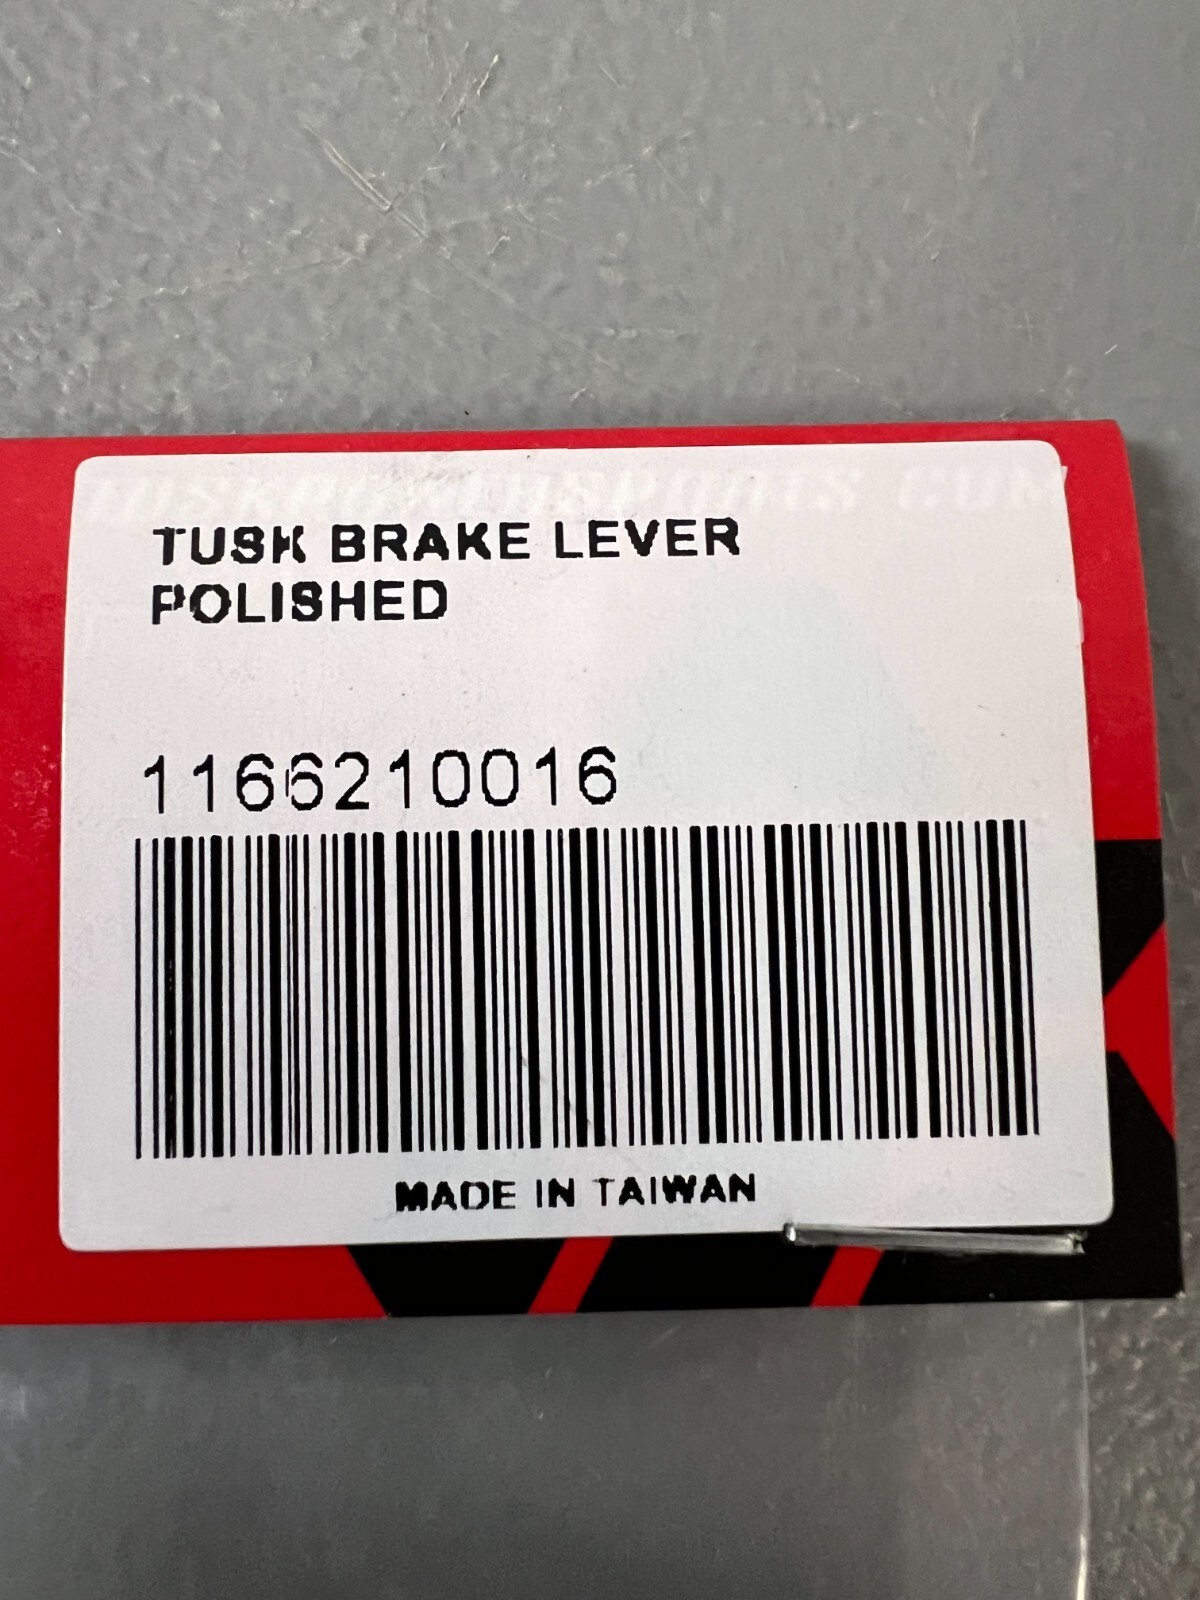 TUSK BRAKE LEVER
POLISHED
1166210016
MADE IN TAIWAN